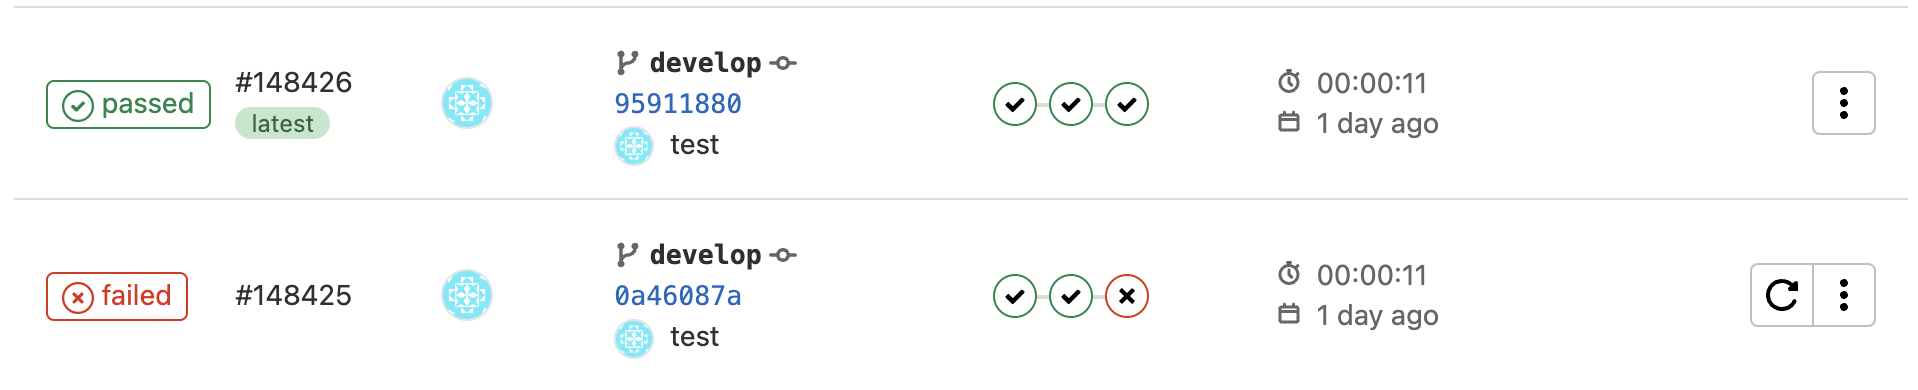 passed
#148426
latest
develop
95911880
test
00:00:11
1 day ago
failed
#148425
develop
0a46087a
test
00:00:11
1 day ago